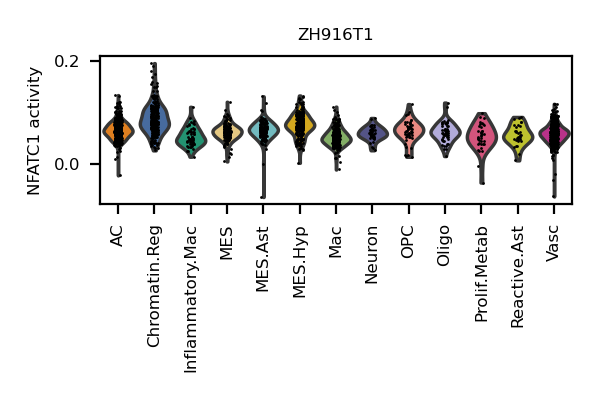 ZH916T1
NFATC1 activity
0.2
0.0
AC
Chromatin.Reg
Inflammatory.Mac
MES
MES.Ast
MES.Hyp
Mac
Neuron
OPC
Oligo
Prolif.Metab
Reactive.Ast
Vasc